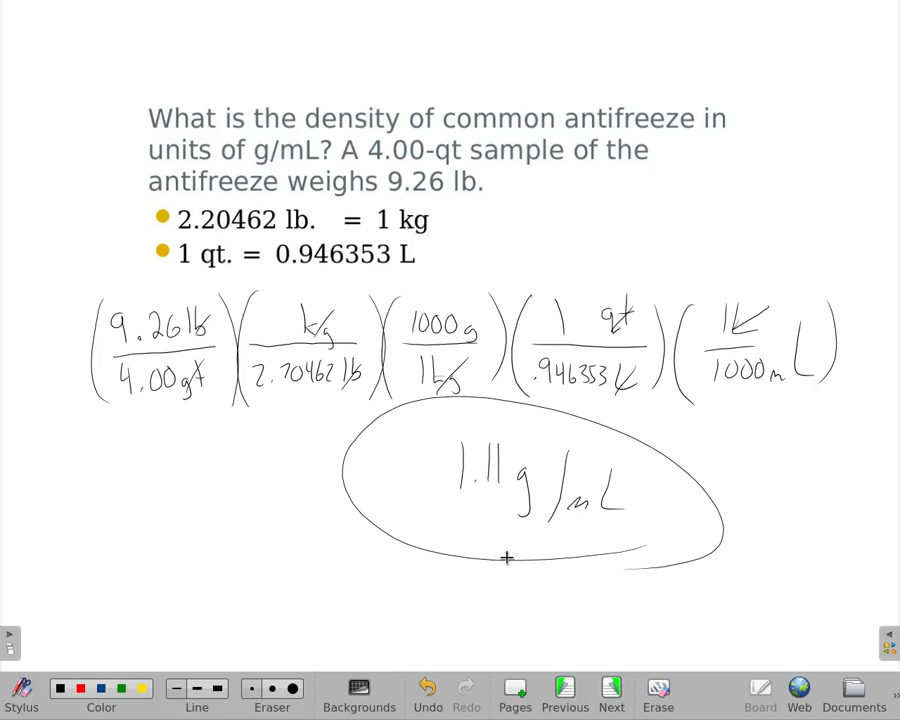 What is the density of common antifreeze in
units of g/mL? A 4.00-qt sample of the
antifreeze weighs 9.26 lb.
2.20462 lb. = 1 kg
1 qt. = 0.946353 L
(9.26 lb / 4.00 qt) (kg / 2.20462 lb) (1000 g / 1 kg) (1 qt / .946353 L) (1 L / 1000 mL)
1.11 g/mL
Stylus Color Line Eraser Backgrounds Undo Redo Pages Previous Next Erase Board Web Documents